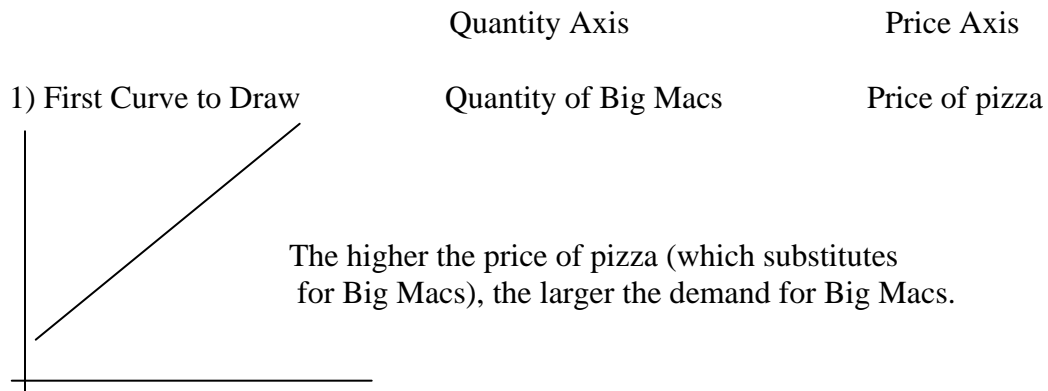 Quantity Axis Price Axis
1) First Curve to Draw Quantity of Big Macs Price of pizza
The higher the price of pizza (which substitutes
for Big Macs), the larger the demand for Big Macs.